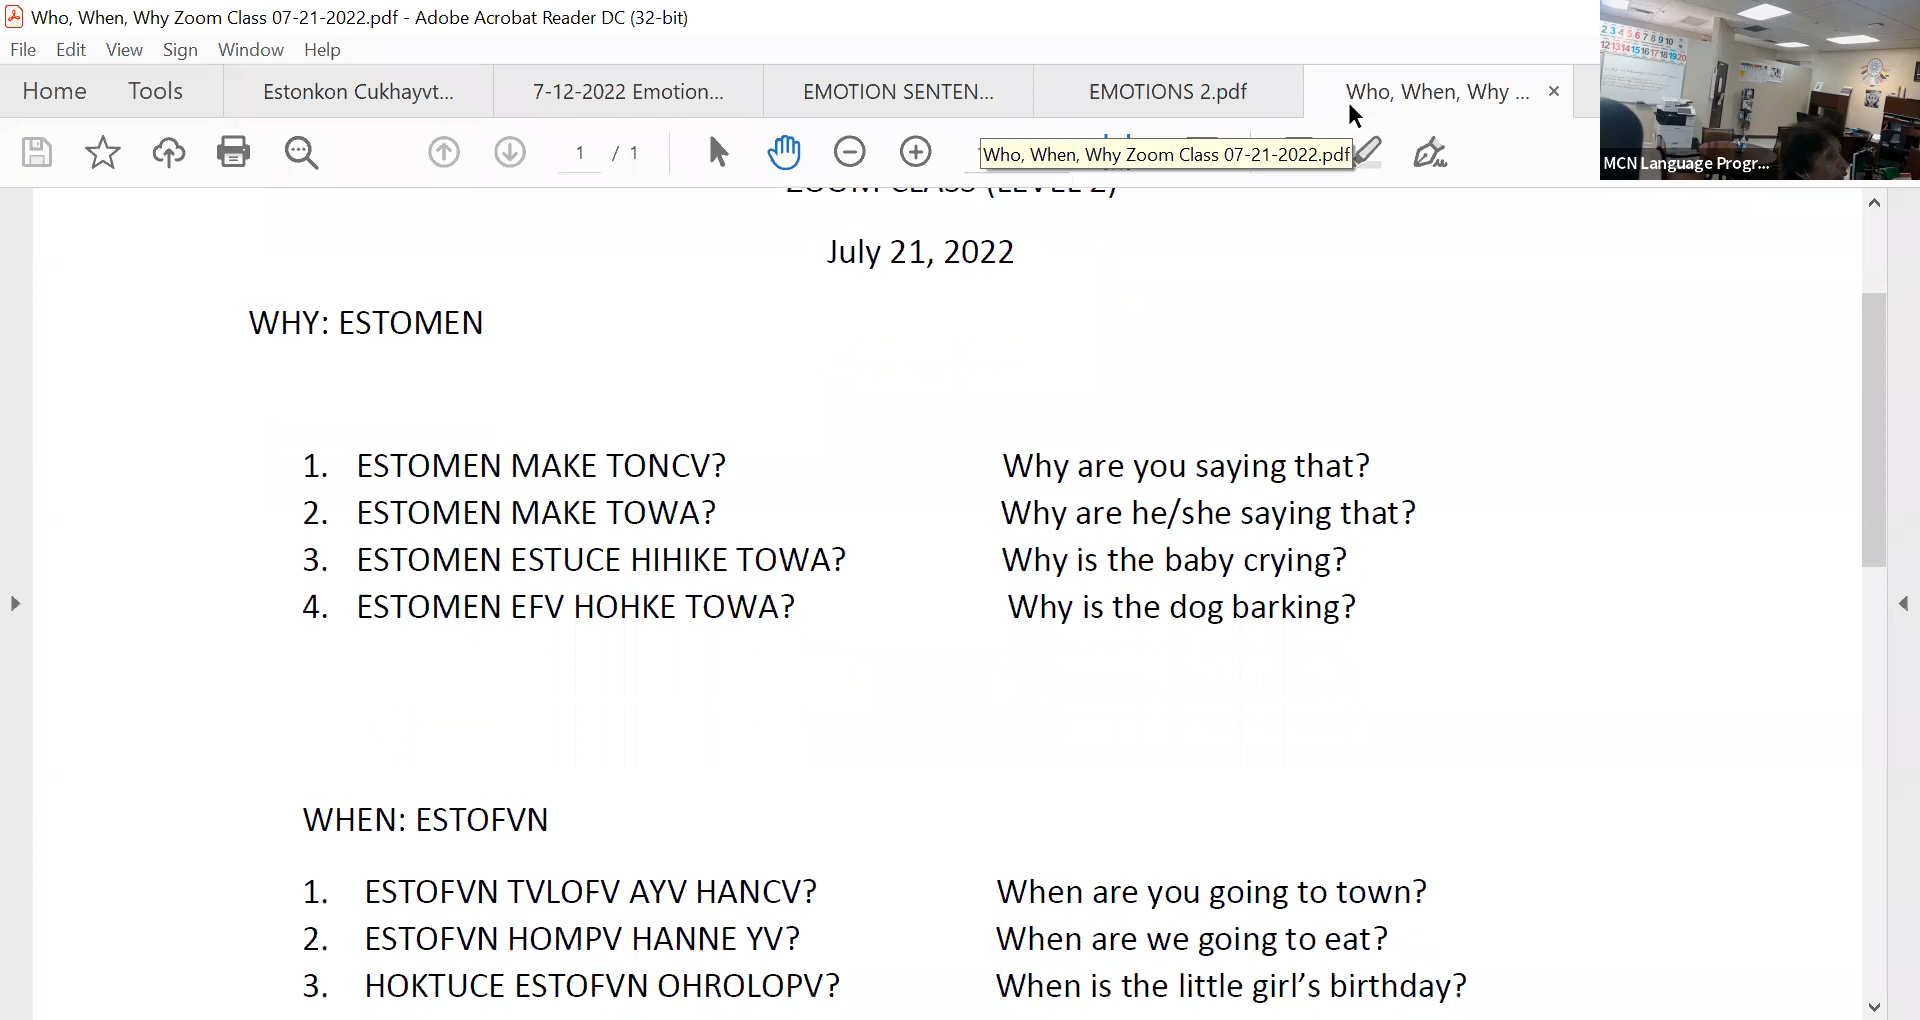 Who, When, Why Zoom Class 07-21-2022.pdf - Adobe Acrobat Reader DC (32-bit)
File Edit View Sign Window Help
Home Tools Estonkon Cukhayvt... 7-12-2022 Emotion... EMOTION SENTEN... EMOTIONS 2.pdf Who, When, Why ... ×
1 / 1
Who, When, Why Zoom Class 07-21-2022.pdf
MCN Language Progr...
ZOOM CLASS (LEVEL 2)
July 21, 2022
WHY: ESTOMEN
1. ESTOMEN MAKE TONCV? Why are you saying that?
2. ESTOMEN MAKE TOWA? Why are he/she saying that?
3. ESTOMEN ESTUCE HIHIKE TOWA? Why is the baby crying?
4. ESTOMEN EFV HOHKE TOWA? Why is the dog barking?
WHEN: ESTOFVN
1. ESTOFVN TVLOFV AYV HANCV? When are you going to town?
2. ESTOFVN HOMPV HANNE YV? When are we going to eat?
3. HOKTUCE ESTOFVN OHROLOPV? When is the little girl’s birthday?